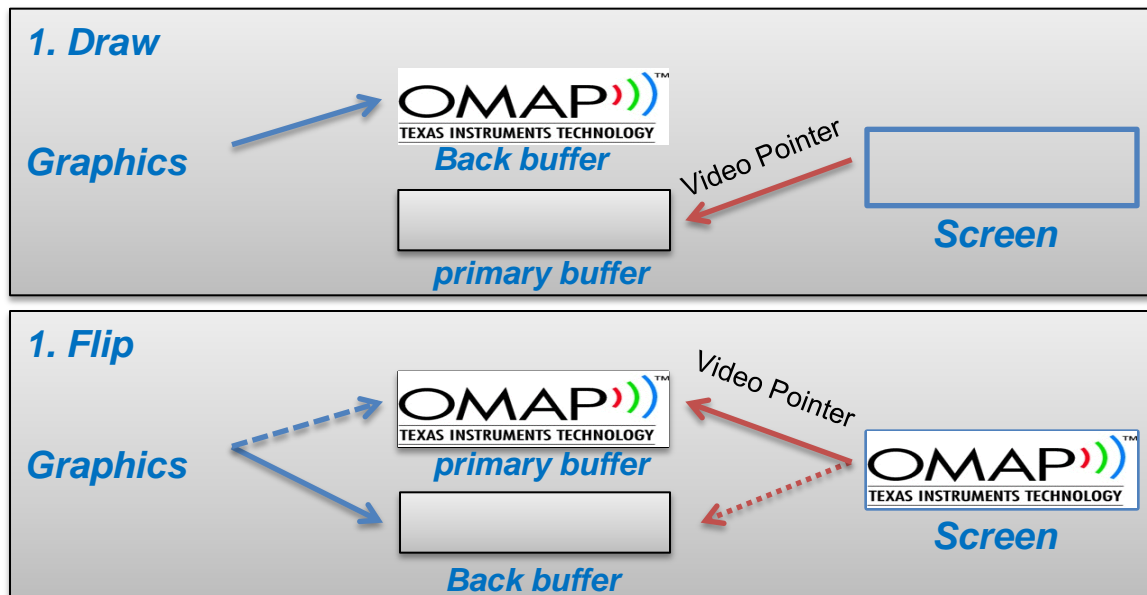 1. Draw
Graphics
OMAP TM
TEXAS INSTRUMENTS TECHNOLOGY
Back buffer
primary buffer
Video Pointer
Screen
1. Flip
Graphics
OMAP TM
TEXAS INSTRUMENTS TECHNOLOGY
primary buffer
Back buffer
Video Pointer
OMAP TM
TEXAS INSTRUMENTS TECHNOLOGY
Screen